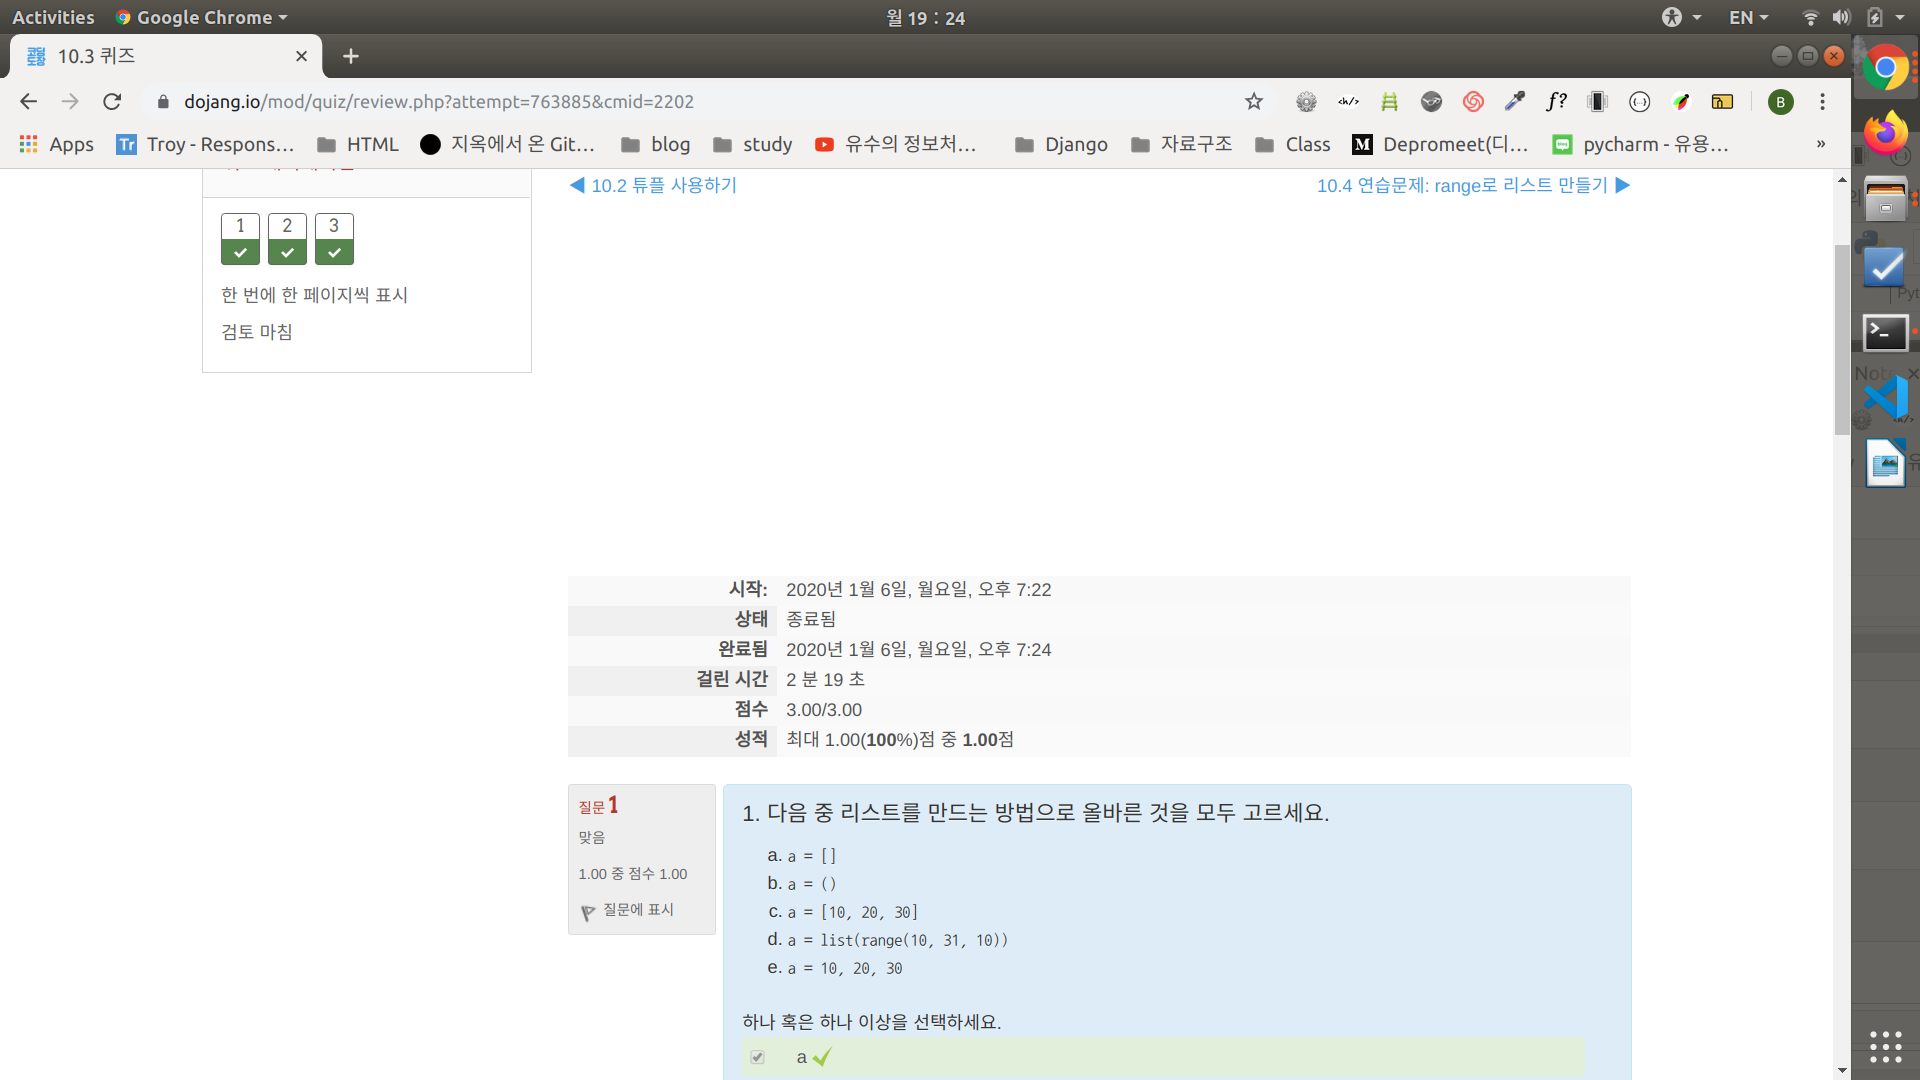 Activities
Google Chrome
월 19 : 24
EN
10.3 퀴즈
dojang.io/mod/quiz/review.php?attempt=763885&cmid=2202
<h/>
f?
{...}
B
Apps
Tr
Troy - Respons...
HTML
지옥에서 온 Git...
blog
study
유수의 정보처...
Django
자료구조
Class
M
Depromeet(디...
pycharm - 유용...
»
◀ 10.2 튜플 사용하기
10.4 연습문제: range로 리스트 만들기 ▶
1
2
3
한 번에 한 페이지씩 표시
검토 마침
시작: 2020년 1월 6일, 월요일, 오후 7:22
상태 종료됨
완료됨 2020년 1월 6일, 월요일, 오후 7:24
걸린 시간 2 분 19 초
점수 3.00/3.00
성적 최대 1.00(100%)점 중 1.00점
질문 1
맞음
1.00 중 점수 1.00
질문에 표시
1. 다음 중 리스트를 만드는 방법으로 올바른 것을 모두 고르세요.
a. a = []
b. a = ()
c. a = [10, 20, 30]
d. a = list(range(10, 31, 10))
e. a = 10, 20, 30
하나 혹은 하나 이상을 선택하세요.
a